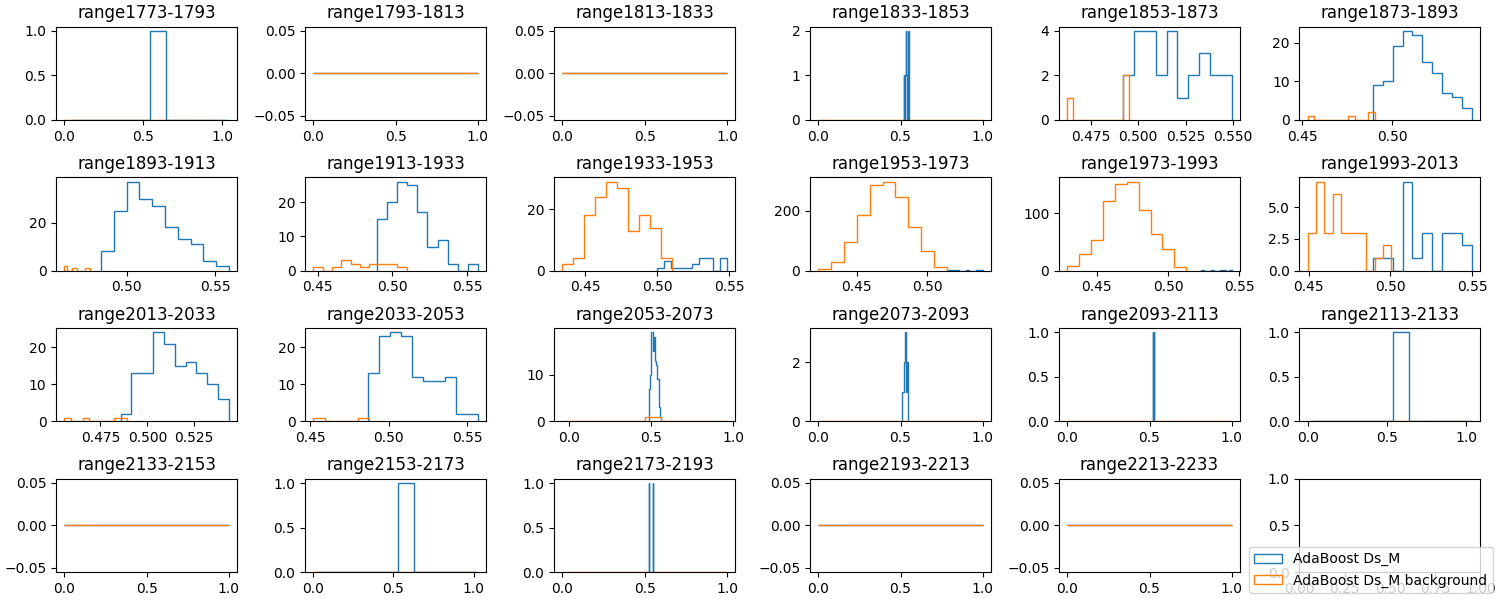 range1773-1793 range1793-1813 range1813-1833 range1833-1853 range1853-1873 range1873-1893
1.0 0.05 0.05 2 4
0.5 0.00 0.00 1 2 20 10
0.0 −0.05 −0.05 0 0 0
0.0 0.5 1.0 0.0 0.5 1.0 0.0 0.5 1.0 0.0 0.5 1.0 0.475 0.500 0.525 0.550 0.45 0.50
range1893-1913 range1913-1933 range1933-1953 range1953-1973 range1973-1993 range1993-2013
20 20 20 200 100 5.0
10 2.5
0 0 0 0 0 0.0
0.50 0.55 0.45 0.50 0.55 0.45 0.50 0.55 0.45 0.50 0.45 0.50 0.55 0.45 0.50 0.55
range2013-2033 range2033-2053 range2053-2073 range2073-2093 range2093-2113 range2113-2133
20 20 1.0 1.0
10 10 10 2 0.5 0.5
0 0 0 0 0.0 0.0
0.475 0.500 0.525 0.45 0.50 0.55 0.0 0.5 1.0 0.0 0.5 1.0 0.0 0.5 1.0 0.0 0.5 1.0
range2133-2153 range2153-2173 range2173-2193 range2193-2213 range2213-2233
0.05 1.0 1.0 0.05 0.05 1.0
0.00 0.5 0.5 0.00 0.00 0.5
−0.05 0.0 0.0 −0.05 −0.05 0.0
0.0 0.5 1.0 0.0 0.5 1.0 0.0 0.5 1.0 0.0 0.5 1.0 0.0 0.5 1.0 0.00 0.25 0.50 0.75 1.00
AdaBoost Ds_M
AdaBoost Ds_M background